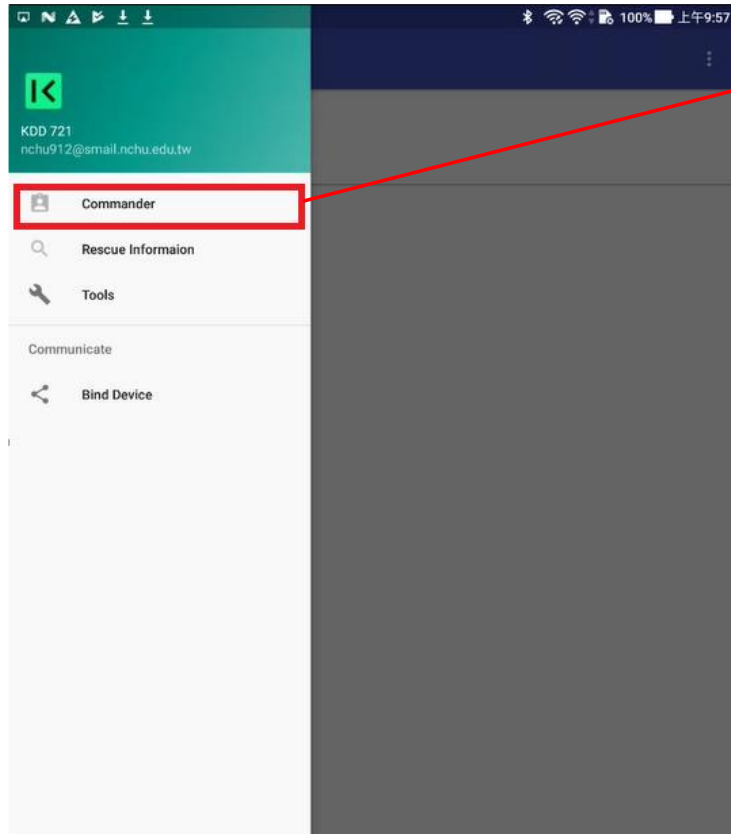 100% 上午9:57
KDD 721
nchu912@smail.nchu.edu.tw
Commander
Rescue Informaion
Tools
Communicate
Bind Device